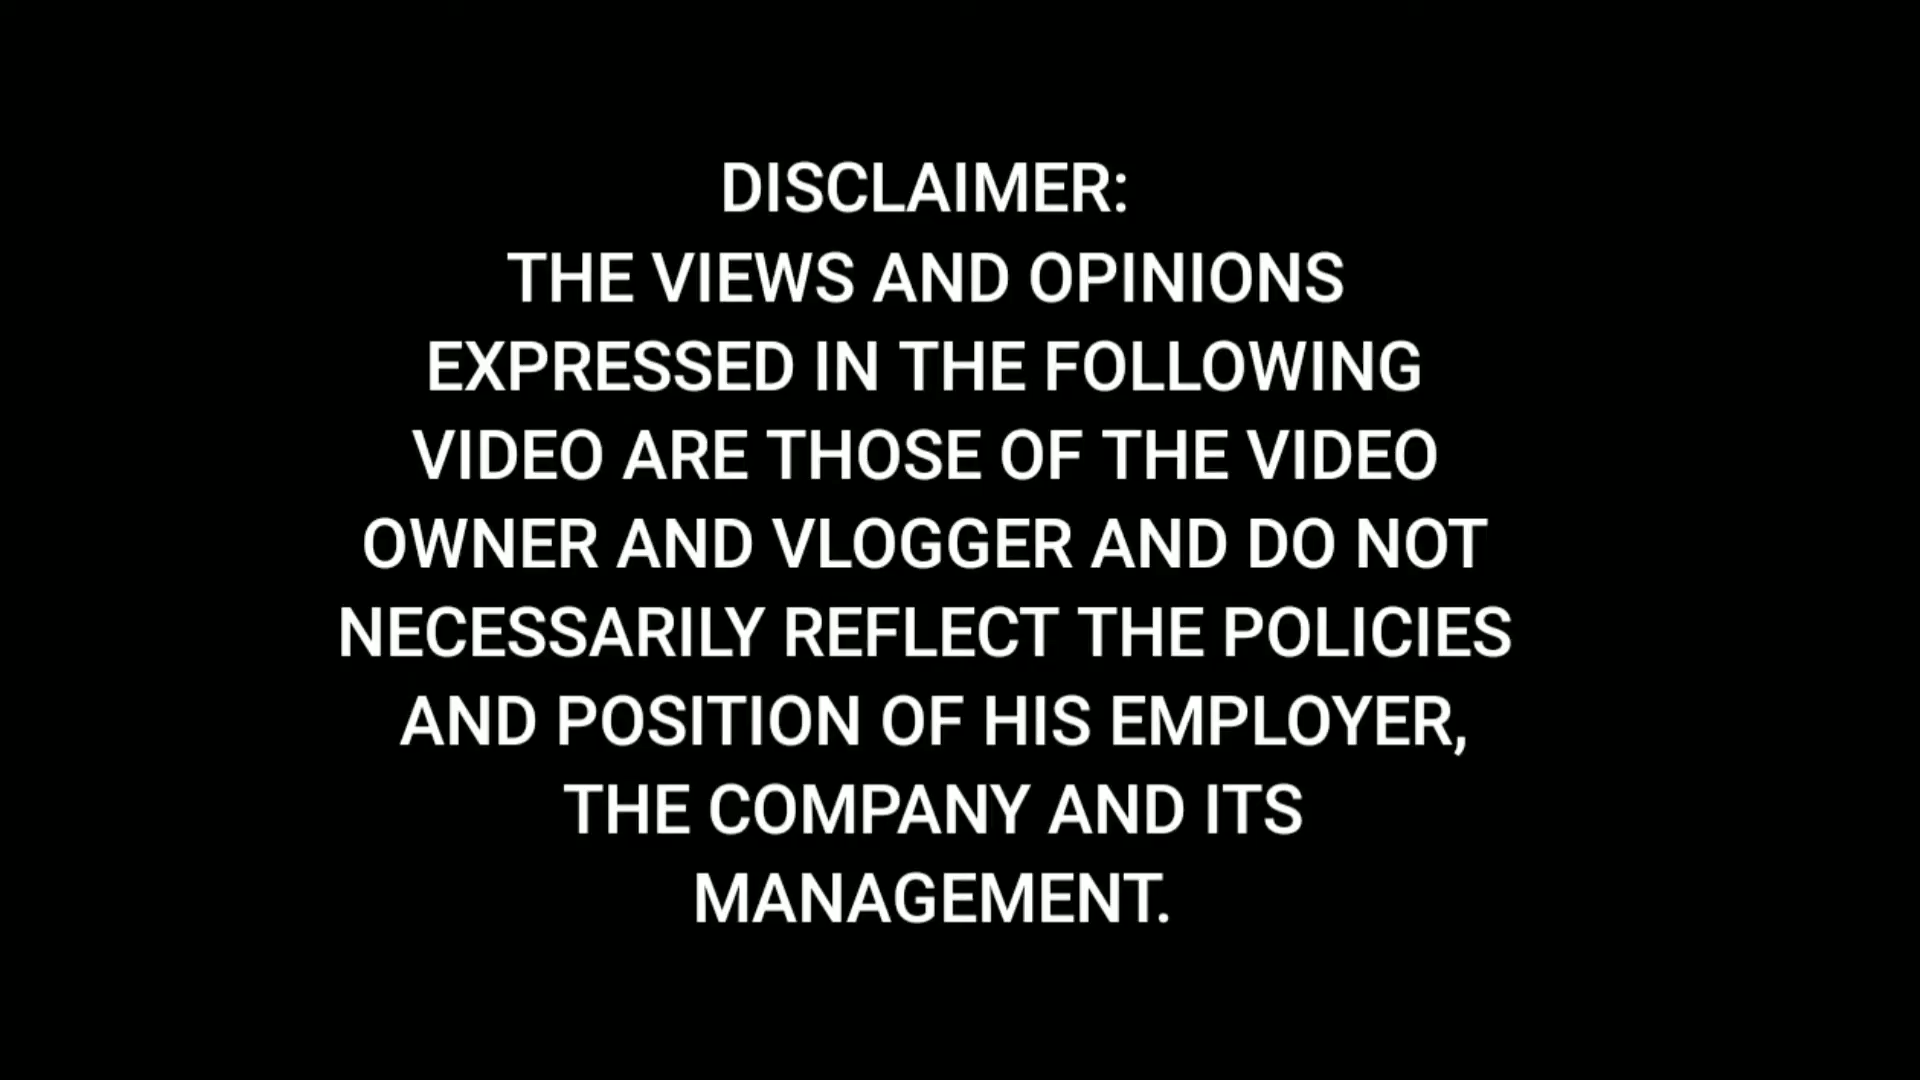 DISCLAIMER:
THE VIEWS AND OPINIONS
EXPRESSED IN THE FOLLOWING
VIDEO ARE THOSE OF THE VIDEO
OWNER AND VLOGGER AND DO NOT
NECESSARILY REFLECT THE POLICIES
AND POSITION OF HIS EMPLOYER,
THE COMPANY AND ITS
MANAGEMENT.